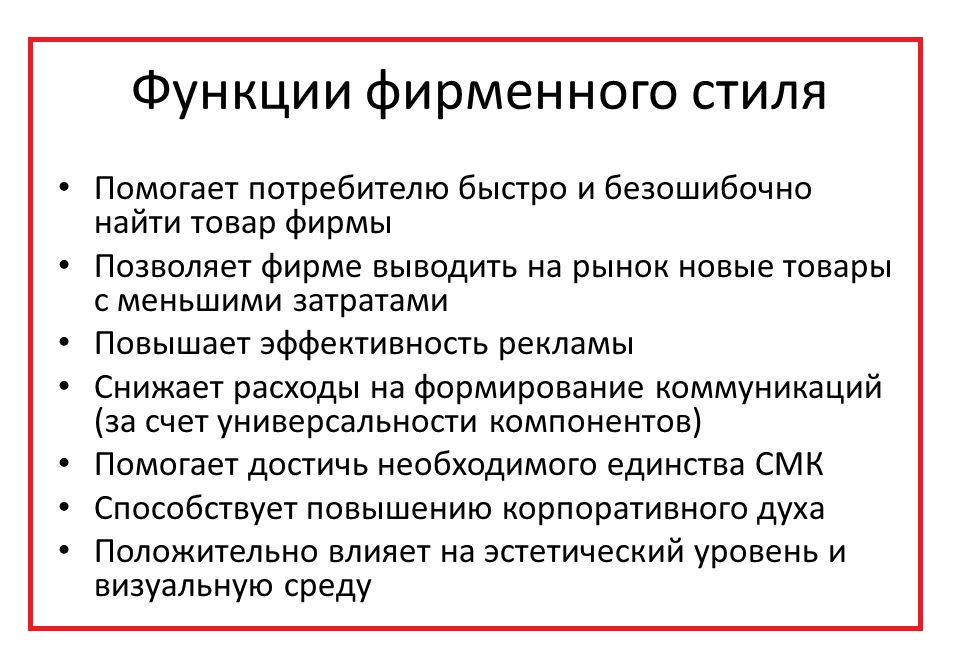 Функции фирменного стиля
• Помогает потребителю быстро и безошибочно
найти товар фирмы
• Позволяет фирме выводить на рынок новые товары
с меньшими затратами
• Повышает эффективность рекламы
• Снижает расходы на формирование коммуникаций
(за счет универсальности компонентов)
• Помогает достичь необходимого единства СМК
• Способствует повышению корпоративного духа
• Положительно влияет на эстетический уровень и
визуальную среду